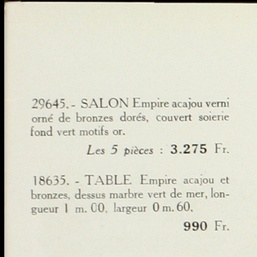 29645.- SALON Empire acajou verni
orné de bronzes dorés, couvert soierie
fond vert motifs or.
Les 5 pièces : 3.275 Fr.
18635. - TABLE Empire acajou et
bronzes, dessus marbre vert de mer, lon-
gueur 1 m. 00, largeur 0 m. 60,
990 Fr.